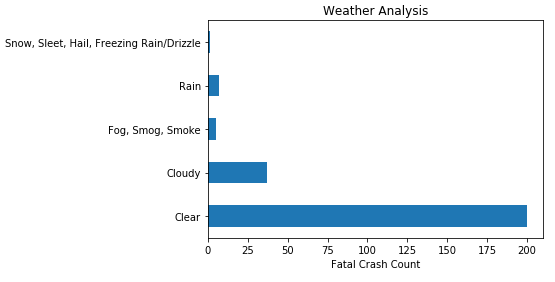 Weather Analysis
Snow, Sleet, Hail, Freezing Rain/Drizzle
Rain
Fog, Smog, Smoke
Cloudy
Clear
0 25 50 75 100 125 150 175 200
Fatal Crash Count